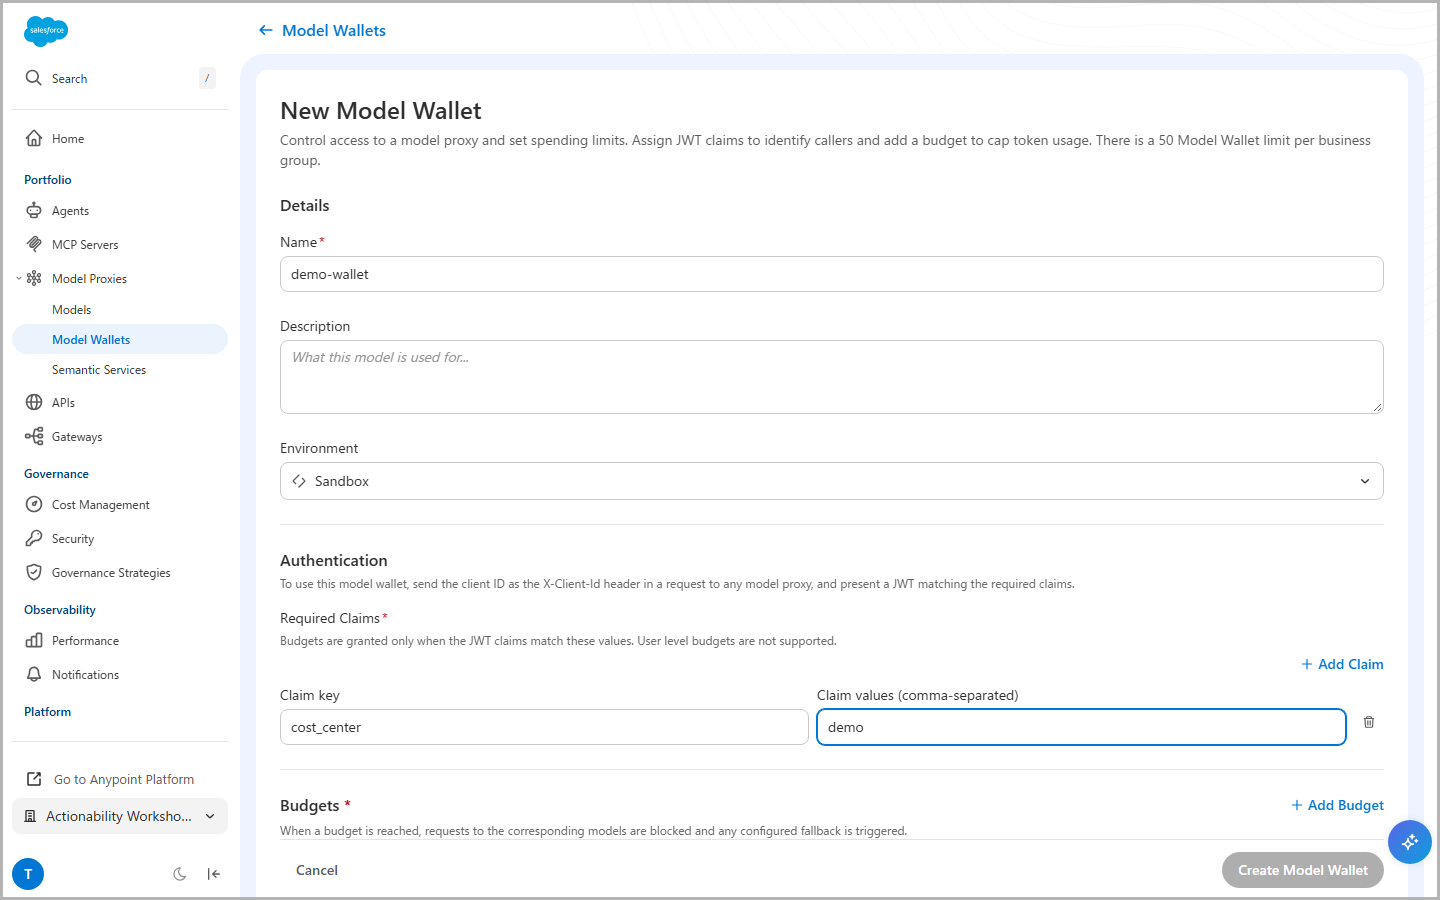 salesforce
Model Wallets
Search
/
Home
Portfolio
Agents
MCP Servers
Model Proxies
Models
Model Wallets
Semantic Services
APIs
Gateways
Governance
Cost Management
Security
Governance Strategies
Observability
Performance
Notifications
Platform
Go to Anypoint Platform
Actionability Worksho...
T
New Model Wallet
Control access to a model proxy and set spending limits. Assign JWT claims to identify callers and add a budget to cap token usage. There is a 50 Model Wallet limit per business
group.
Details
Name*
demo-wallet
Description
What this model is used for...
Environment
Sandbox
Authentication
To use this model wallet, send the client ID as the X-Client-Id header in a request to any model proxy, and present a JWT matching the required claims.
Required Claims*
Budgets are granted only when the JWT claims match these values. User level budgets are not supported.
+ Add Claim
Claim key
Claim values (comma-separated)
cost_center
demo
Budgets *
+ Add Budget
When a budget is reached, requests to the corresponding models are blocked and any configured fallback is triggered.
Cancel
Create Model Wallet